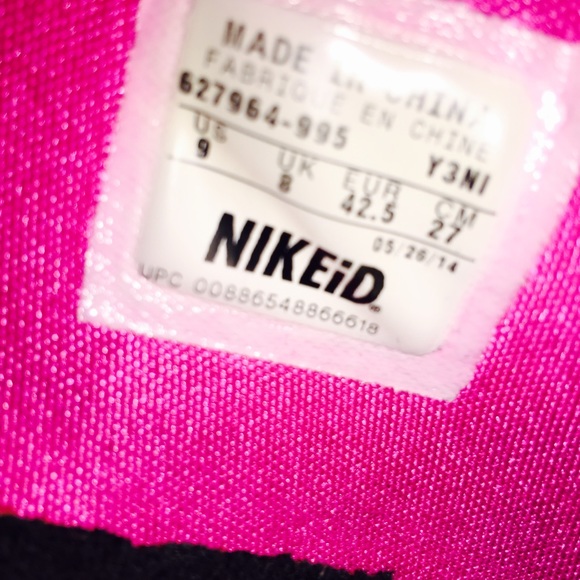 MADE IN CHINA
FABRIQUE EN CHINE
627964-995 Y3NI
US UK EUR CM
9 8 42.5 27
05/26/14
NIKEiD
UPC 00886548866618